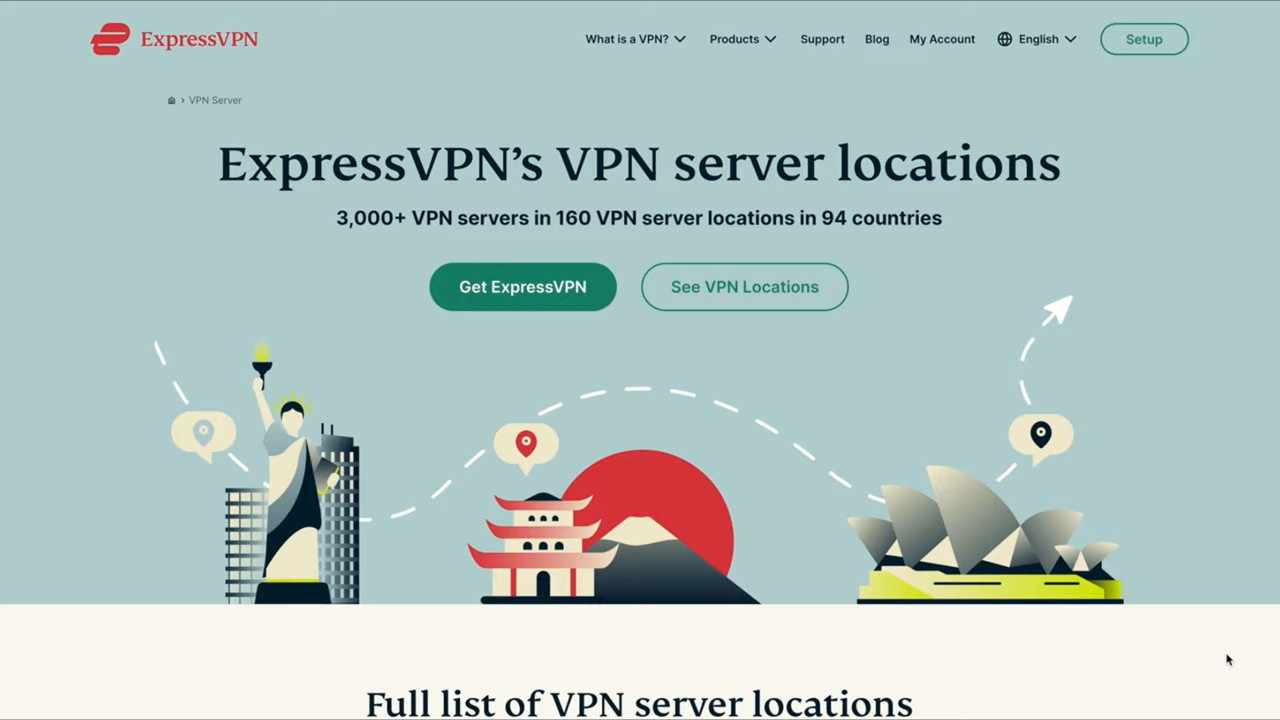 ExpressVPN
What is a VPN?
Products
Support
Blog
My Account
English
Setup
VPN Server
ExpressVPN’s VPN server locations
3,000+ VPN servers in 160 VPN server locations in 94 countries
Get ExpressVPN
See VPN Locations
Full list of VPN server locations